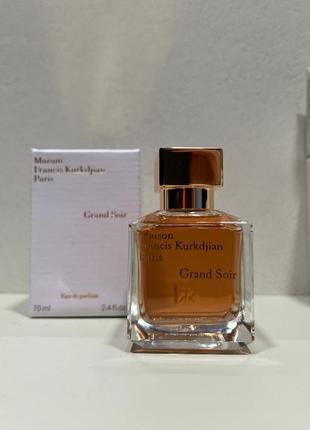 Maison
Francis Kurkdjian
Paris
Grand Soir
Eau de parfum
70 ml 2.4 fl.oz
Maison
Francis Kurkdjian
Paris
Grand Soir